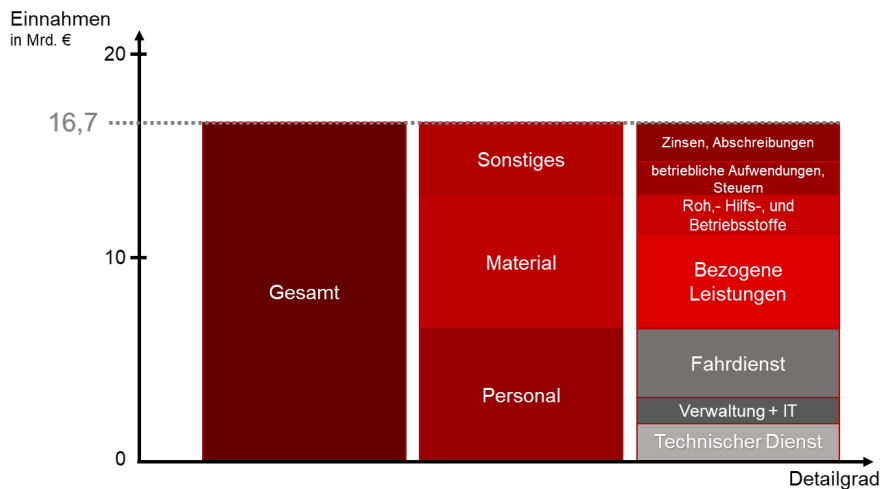 Einnahmen
in Mrd. €
20
16,7
10
0
Gesamt
Sonstiges
Material
Personal
Zinsen, Abschreibungen
betriebliche Aufwendungen,
Steuern
Roh,- Hilfs-, und
Betriebsstoffe
Bezogene
Leistungen
Fahrdienst
Verwaltung + IT
Technischer Dienst
Detailgrad